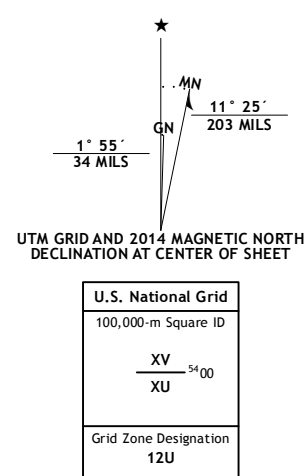 ★
MN
11° 25´
203 MILS
GN
1° 55´
34 MILS
UTM GRID AND 2014 MAGNETIC NORTH
DECLINATION AT CENTER OF SHEET
U.S. National Grid
100,000-m Square ID
XV
5400
XU
Grid Zone Designation
12U